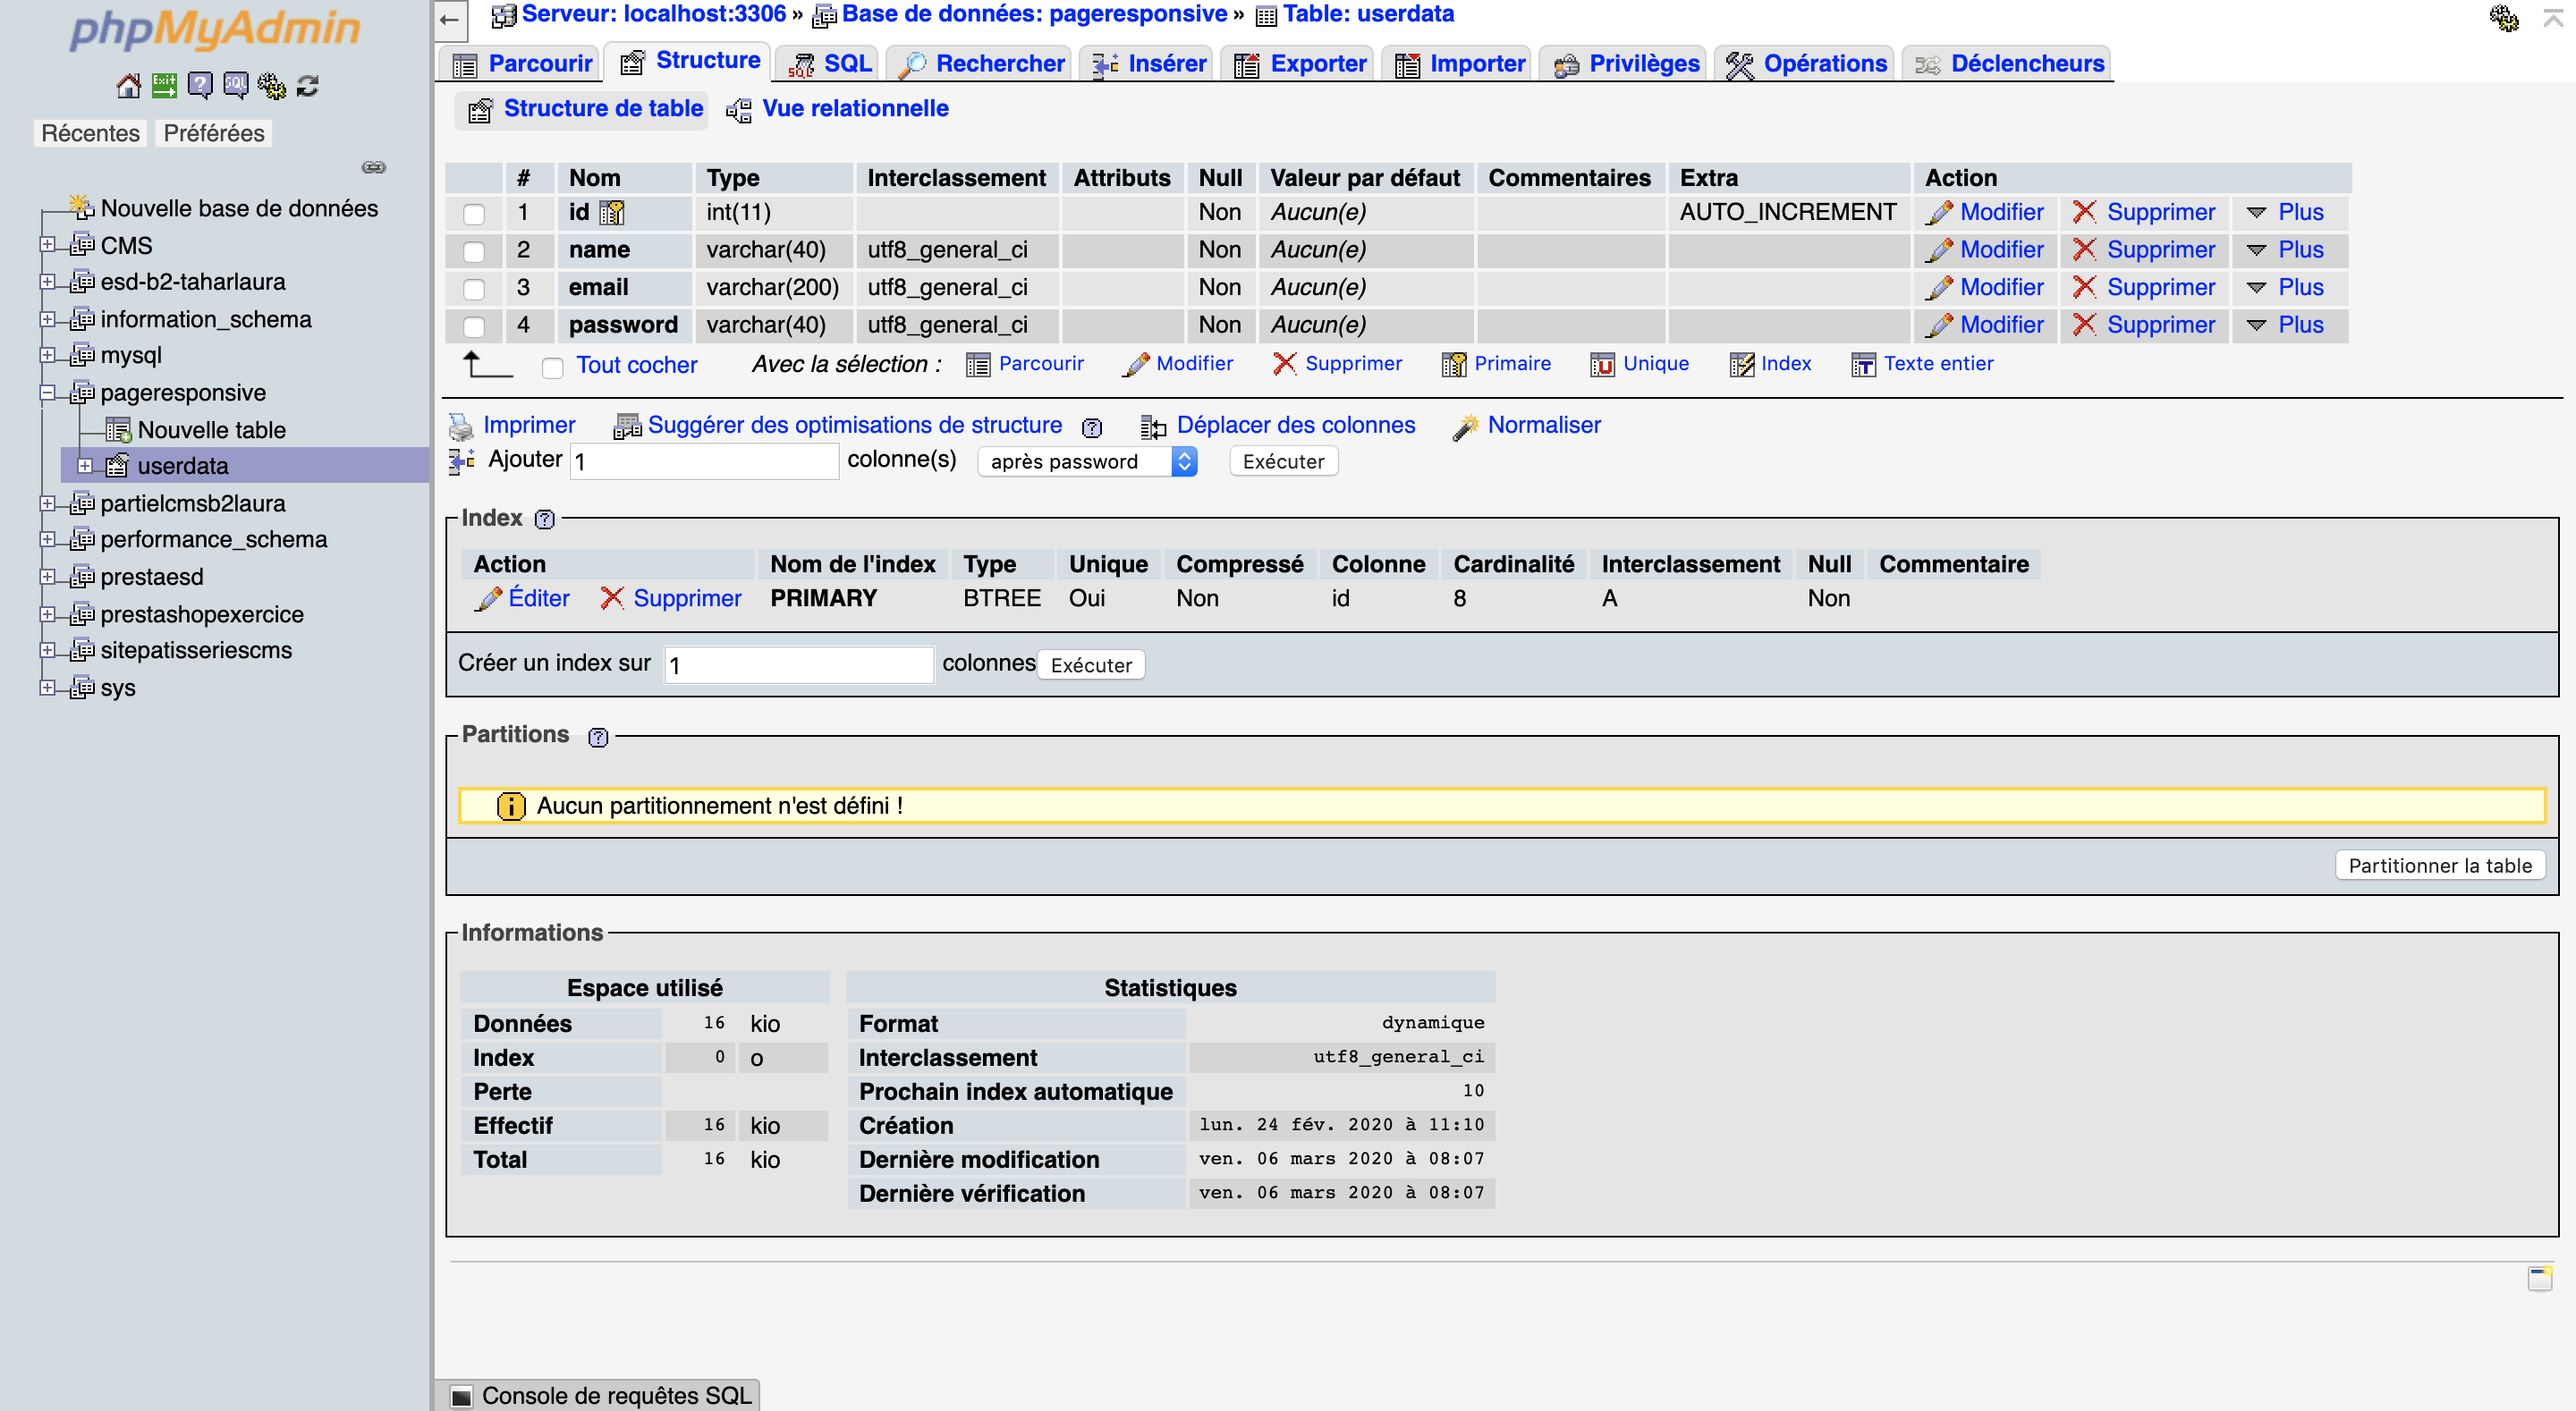 phpMyAdmin
Récentes Préférées
Nouvelle base de données
CMS
esd-b2-taharlaura
information_schema
mysql
pageresponsive
Nouvelle table
userdata
partielcmsb2laura
performance_schema
prestaesd
prestashopexercice
sitepatisseriescms
sys
Serveur: localhost:3306 » Base de données: pageresponsive » Table: userdata
Parcourir Structure SQL Rechercher Insérer Exporter Importer Privilèges Opérations Déclencheurs
Structure de table Vue relationnelle
# Nom Type Interclassement Attributs Null Valeur par défaut Commentaires Extra Action
1 id int(11) Non Aucun(e) AUTO_INCREMENT Modifier Supprimer Plus
2 name varchar(40) utf8_general_ci Non Aucun(e) Modifier Supprimer Plus
3 email varchar(200) utf8_general_ci Non Aucun(e) Modifier Supprimer Plus
4 password varchar(40) utf8_general_ci Non Aucun(e) Modifier Supprimer Plus
Tout cocher Avec la sélection : Parcourir Modifier Supprimer Primaire Unique Index Texte entier
Imprimer Suggérer des optimisations de structure Déplacer des colonnes Normaliser
Ajouter 1 colonne(s) après password Exécuter
Index
Action Nom de l'index Type Unique Compressé Colonne Cardinalité Interclassement Null Commentaire
Éditer Supprimer PRIMARY BTREE Oui Non id 8 A Non
Créer un index sur 1 colonnes Exécuter
Partitions
Aucun partitionnement n'est défini !
Partitionner la table
Informations
Espace utilisé
Données 16 kio
Index 0 o
Perte
Effectif 16 kio
Total 16 kio
Statistiques
Format dynamique
Interclassement utf8_general_ci
Prochain index automatique 10
Création lun. 24 fév. 2020 à 11:10
Dernière modification ven. 06 mars 2020 à 08:07
Dernière vérification ven. 06 mars 2020 à 08:07
Console de requêtes SQL